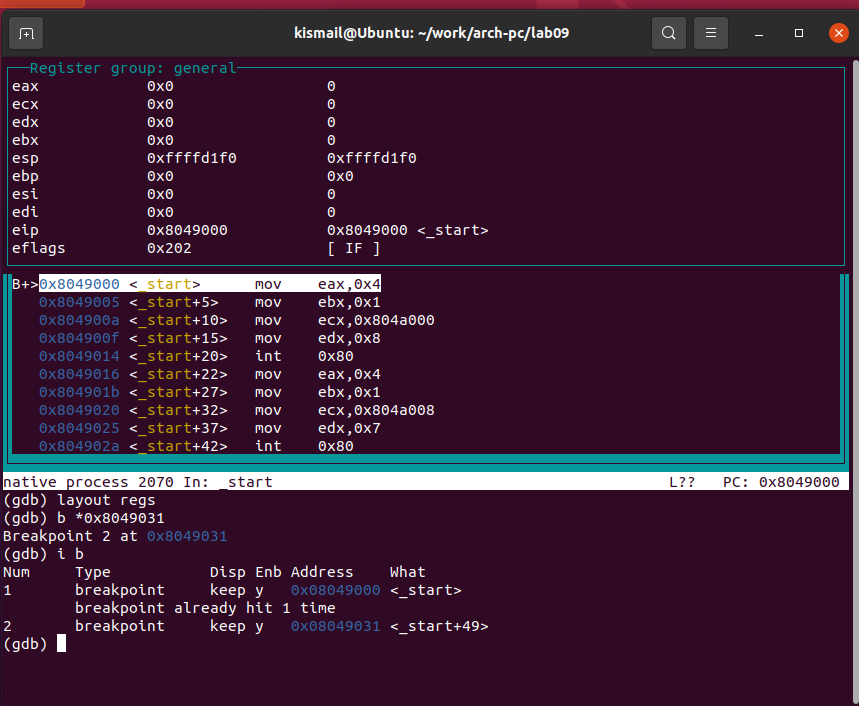 kismail@Ubuntu: ~/work/arch-pc/lab09
Register group: general
eax 0x0 0
ecx 0x0 0
edx 0x0 0
ebx 0x0 0
esp 0xffffd1f0 0xffffd1f0
ebp 0x0 0x0
esi 0x0 0
edi 0x0 0
eip 0x8049000 0x8049000 <_start>
eflags 0x202 [ IF ]
B+>0x8049000 <_start> mov eax,0x4
0x8049005 <_start+5> mov ebx,0x1
0x804900a <_start+10> mov ecx,0x804a000
0x804900f <_start+15> mov edx,0x8
0x8049014 <_start+20> int 0x80
0x8049016 <_start+22> mov eax,0x4
0x804901b <_start+27> mov ebx,0x1
0x8049020 <_start+32> mov ecx,0x804a008
0x8049025 <_start+37> mov edx,0x7
0x804902a <_start+42> int 0x80
native process 2070 In: _start L?? PC: 0x8049000
(gdb) layout regs
(gdb) b *0x8049031
Breakpoint 2 at 0x8049031
(gdb) i b
Num Type Disp Enb Address What
1 breakpoint keep y 0x08049000 <_start>
breakpoint already hit 1 time
2 breakpoint keep y 0x08049031 <_start+49>
(gdb)